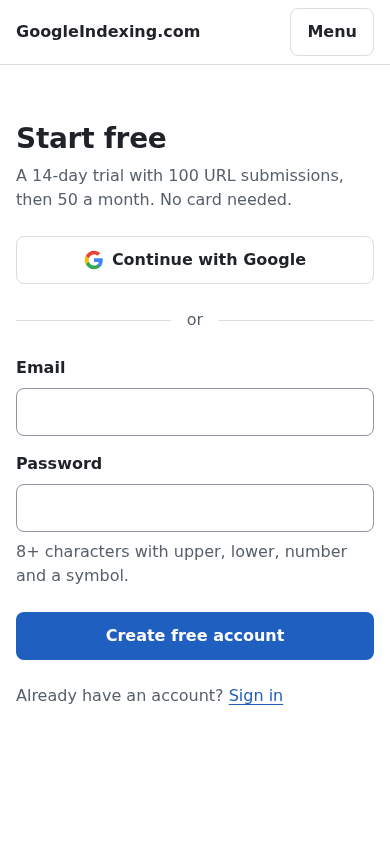 GoogleIndexing.com
Menu
Start free
A 14-day trial with 100 URL submissions,
then 50 a month. No card needed.
Continue with Google
or
Email
Password
8+ characters with upper, lower, number
and a symbol.
Create free account
Already have an account? Sign in